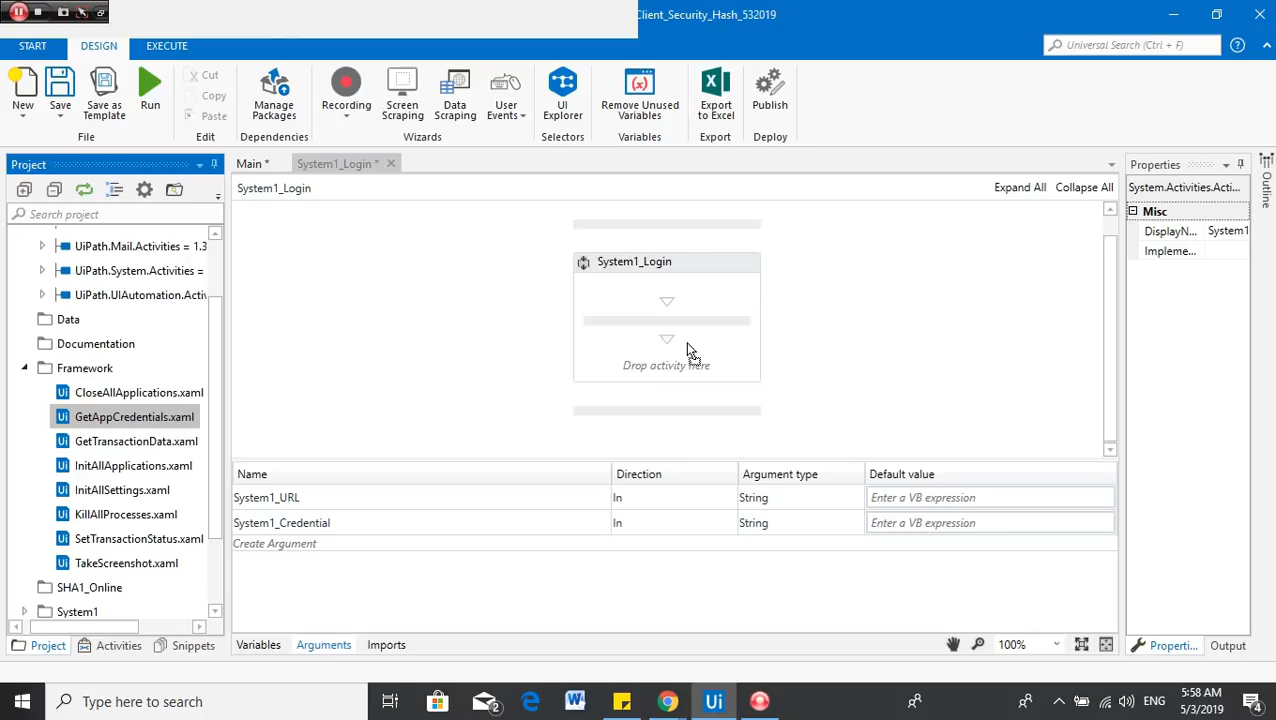 Client_Security_Hash_532019
START DESIGN EXECUTE
Universal Search (Ctrl + F)
New Save Save as Template Run
Cut
Copy
Paste
Manage Packages
Recording
Screen Scraping
Data Scraping
User Events
UI Explorer
Remove Unused Variables
Export to Excel
Publish
File Edit Dependencies Wizards Selectors Variables Export Deploy
Project
Main * System1_Login *
Properties
Outline
System1_Login
Expand All Collapse All
System.Activities.Acti...
Search project
Misc
DisplayN... System1
Impleme...
UiPath.Mail.Activities = 1.3
UiPath.System.Activities =
UiPath.UIAutomation.Activ
Data
Documentation
Framework
CloseAllApplications.xaml
GetAppCredentials.xaml
GetTransactionData.xaml
InitAllApplications.xaml
InitAllSettings.xaml
KillAllProcesses.xaml
SetTransactionStatus.xaml
TakeScreenshot.xaml
SHA1_Online
System1
System1_Login
Drop activity here
Name Direction Argument type Default value
System1_URL In String Enter a VB expression
System1_Credential In String Enter a VB expression
Create Argument
Project Activities Snippets
Variables Arguments Imports
100%
Properti... Output
Type here to search
2
ENG
5:58 AM
5/3/2019
4